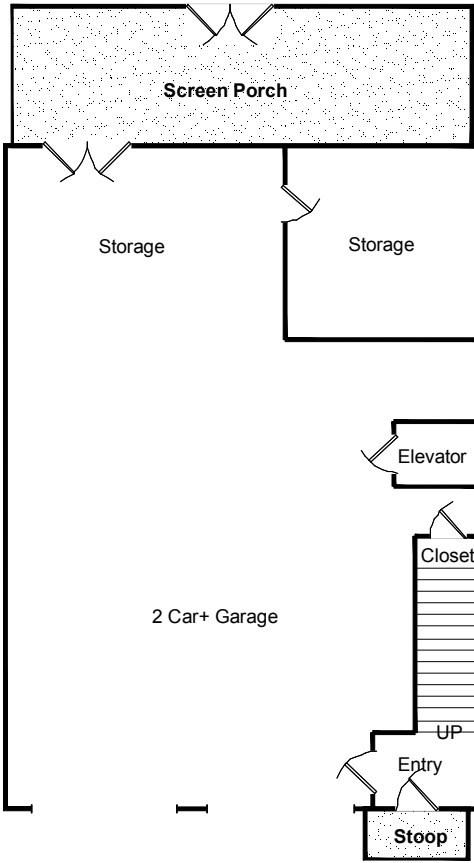 Screen Porch
Storage
Storage
Elevator
Closet
2 Car+ Garage
UP
Entry
Stoop